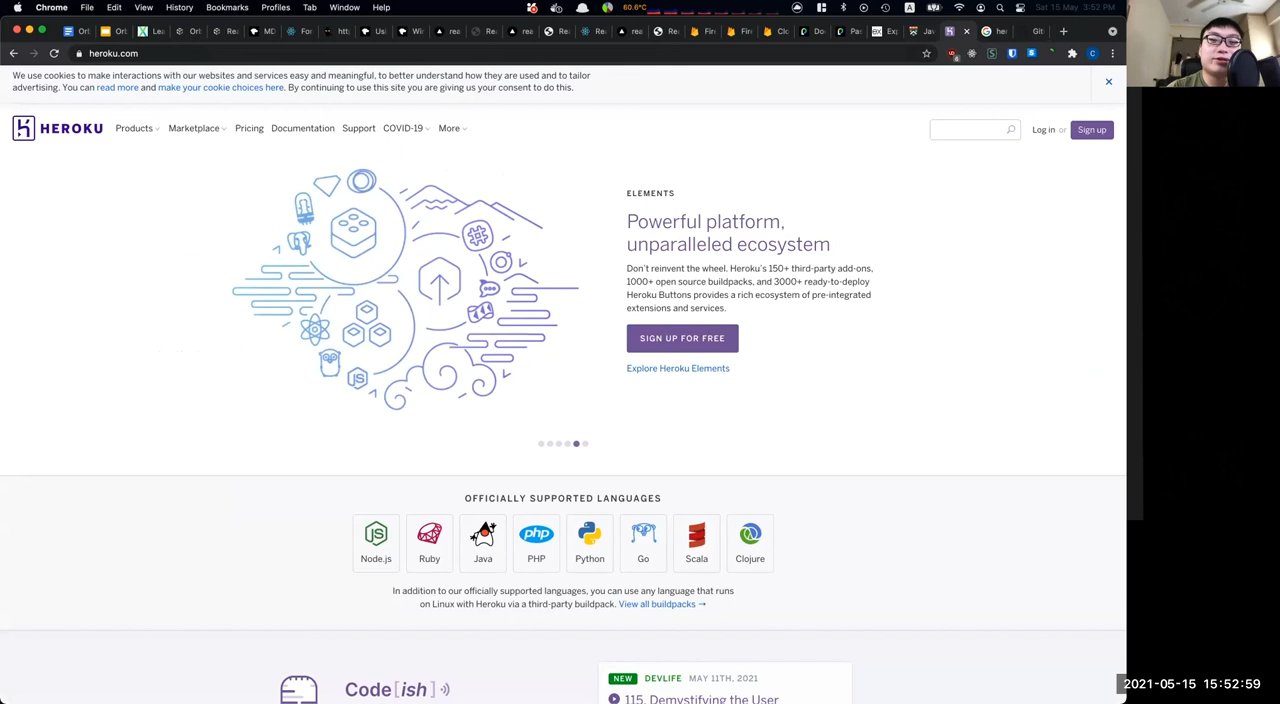 Chrome File Edit View History Bookmarks Profiles Tab Window Help 60.6°C Sat 15 May 3:52 PM
heroku.com
We use cookies to make interactions with our websites and services easy and meaningful, to better understand how they are used and to tailor
advertising. You can read more and make your cookie choices here. By continuing to use this site you are giving us your consent to do this.
HEROKU Products Marketplace Pricing Documentation Support COVID-19 More Log in or Sign up
ELEMENTS
Powerful platform,
unparalleled ecosystem
Don't reinvent the wheel. Heroku's 150+ third-party add-ons,
1000+ open source buildpacks, and 3000+ ready-to-deploy
Heroku Buttons provides a rich ecosystem of pre-integrated
extensions and services.
SIGN UP FOR FREE
Explore Heroku Elements
OFFICIALLY SUPPORTED LANGUAGES
php
Node.js Ruby Java PHP Python Go Scala Clojure
In addition to our officially supported languages, you can use any language that runs
on Linux with Heroku via a third-party buildpack. View all buildpacks →
NEW DEVLIFE MAY 11TH, 2021
Code[ish]
115. Demystifying the User
2021-05-15 15:52:59